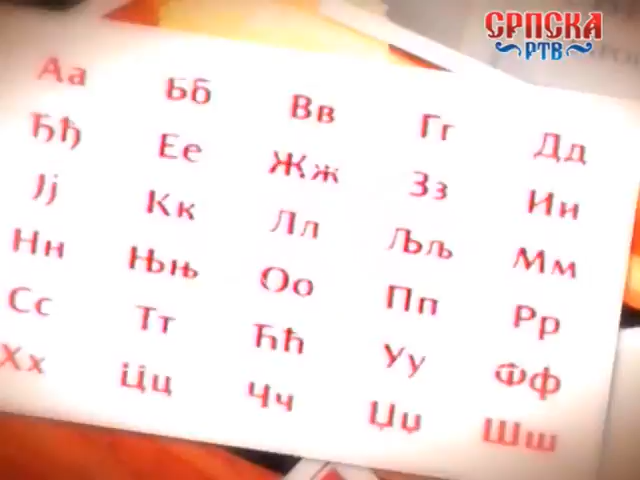 СРПСКА
РТВ
Аа Бб Вв Гг Дд
Ђђ Ее Жж Зз Ии
Јј Кк Лл Љљ Мм
Нн Њњ Оо Пп Рр
Сс Тт Ћћ Уу Фф
Хх Цц Чч Џџ Шш